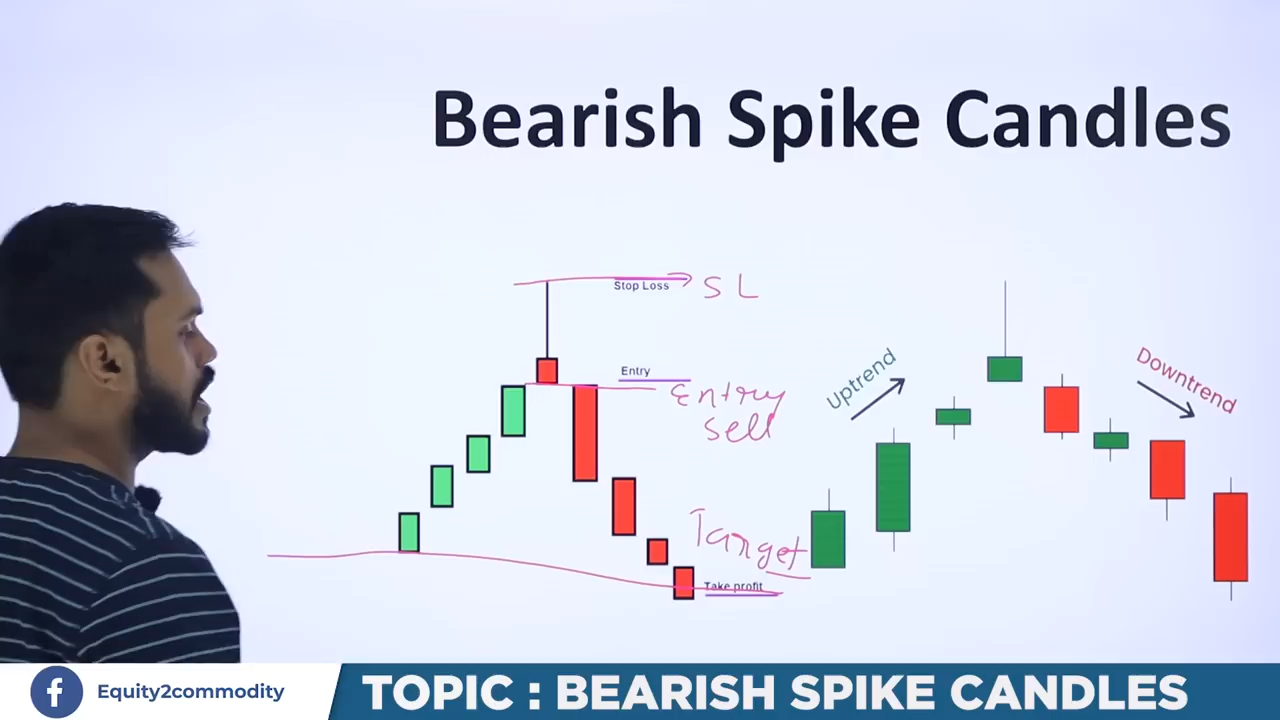 Bearish Spike Candles
Stop Loss
SL
Entry
Entry
Sell
Target
Take profit
Uptrend
Downtrend
f Equity2commodity
TOPIC : BEARISH SPIKE CANDLES